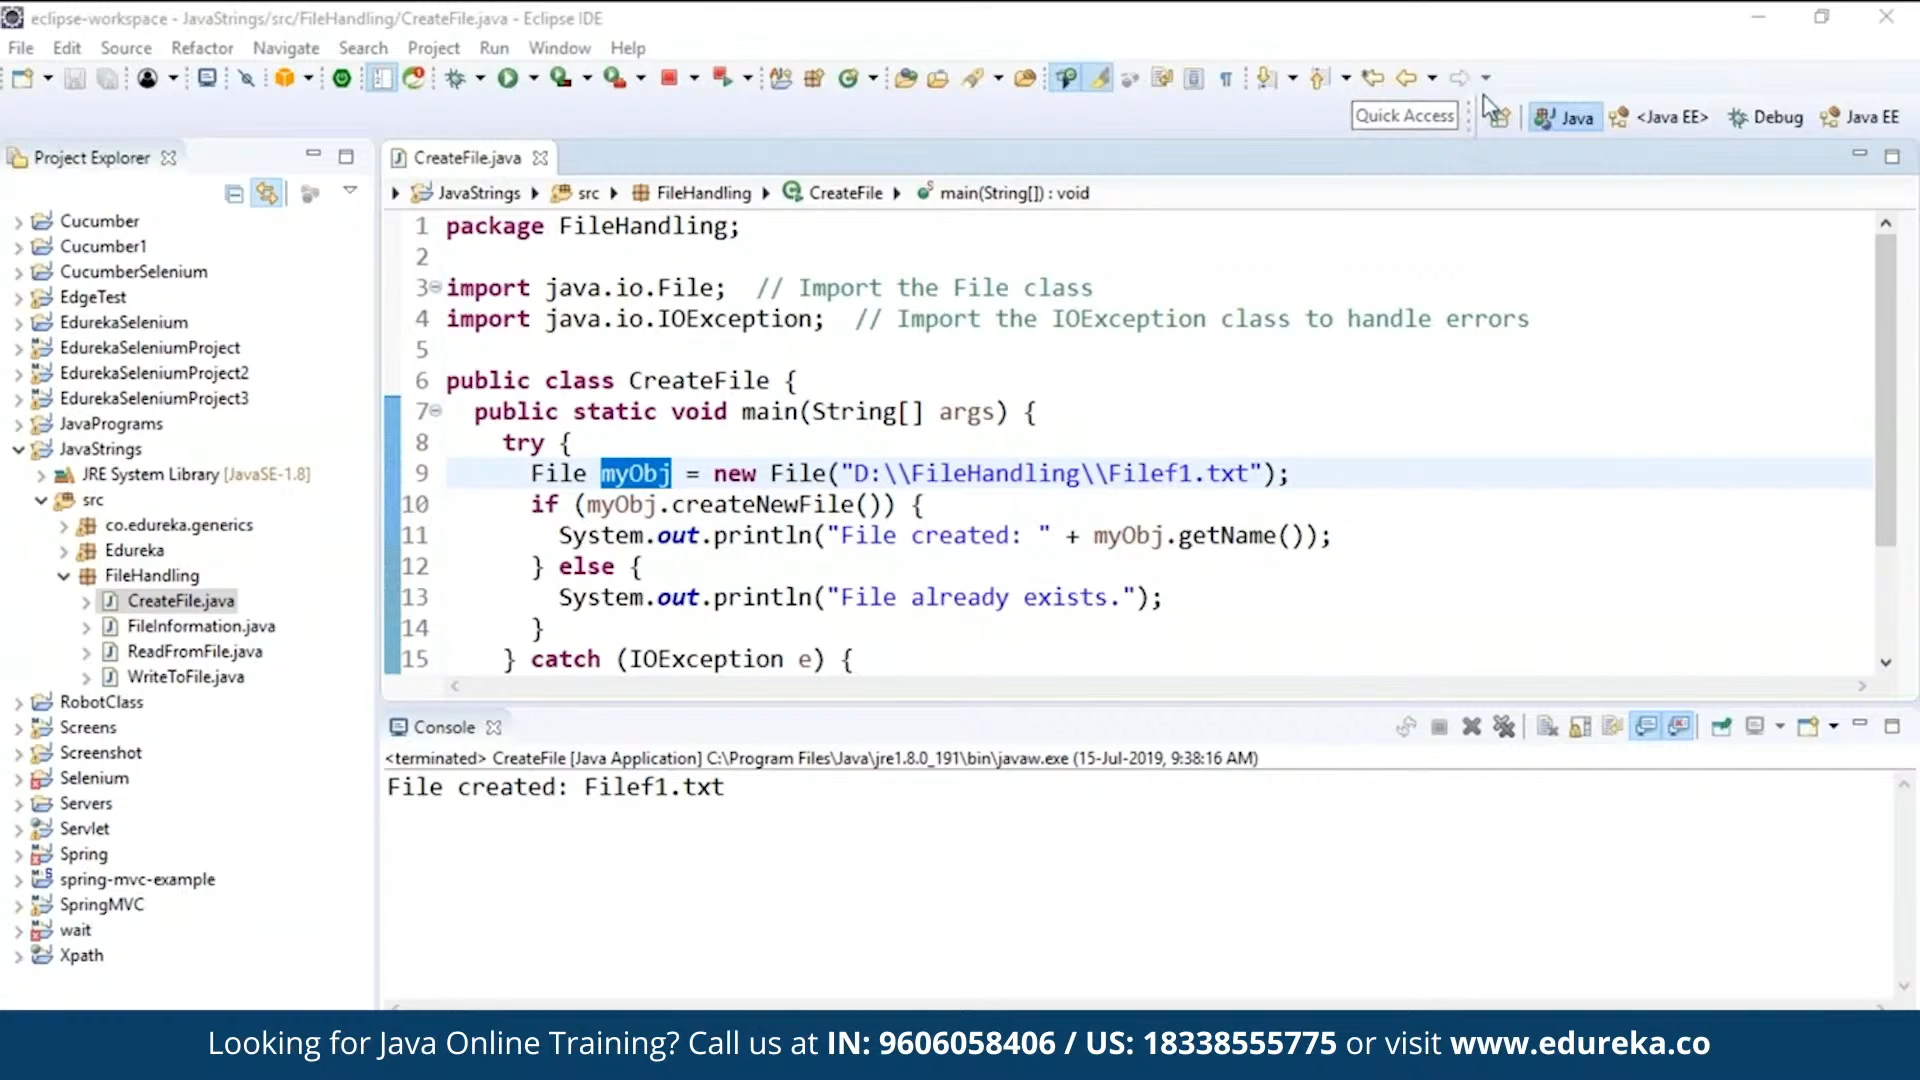 eclipse-workspace - JavaStrings/src/FileHandling/CreateFile.java - Eclipse IDE
File Edit Source Refactor Navigate Search Project Run Window Help
Quick Access Java <Java EE> Debug Java EE
Project Explorer
Cucumber
Cucumber1
CucumberSelenium
EdgeTest
EdurekaSelenium
EdurekaSeleniumProject
EdurekaSeleniumProject2
EdurekaSeleniumProject3
JavaPrograms
JavaStrings
JRE System Library [JavaSE-1.8]
src
co.edureka.generics
Edureka
FileHandling
CreateFile.java
FileInformation.java
ReadFromFile.java
WriteToFile.java
RobotClass
Screens
Screenshot
Selenium
Servers
Servlet
Spring
spring-mvc-example
SpringMVC
wait
Xpath
CreateFile.java
JavaStrings src FileHandling CreateFile main(String[]) : void
1 package FileHandling;
2
3 import java.io.File;  // Import the File class
4 import java.io.IOException;  // Import the IOException class to handle errors
5
6 public class CreateFile {
7   public static void main(String[] args) {
8     try {
9       File myObj = new File("D:\\FileHandling\\Filef1.txt");
10       if (myObj.createNewFile()) {
11         System.out.println("File created: " + myObj.getName());
12       } else {
13         System.out.println("File already exists.");
14       }
15     } catch (IOException e) {
Console
<terminated> CreateFile [Java Application] C:\Program Files\Java\jre1.8.0_191\bin\javaw.exe (15-Jul-2019, 9:38:16 AM)
File created: Filef1.txt
Looking for Java Online Training? Call us at IN: 9606058406 / US: 18338555775 or visit www.edureka.co